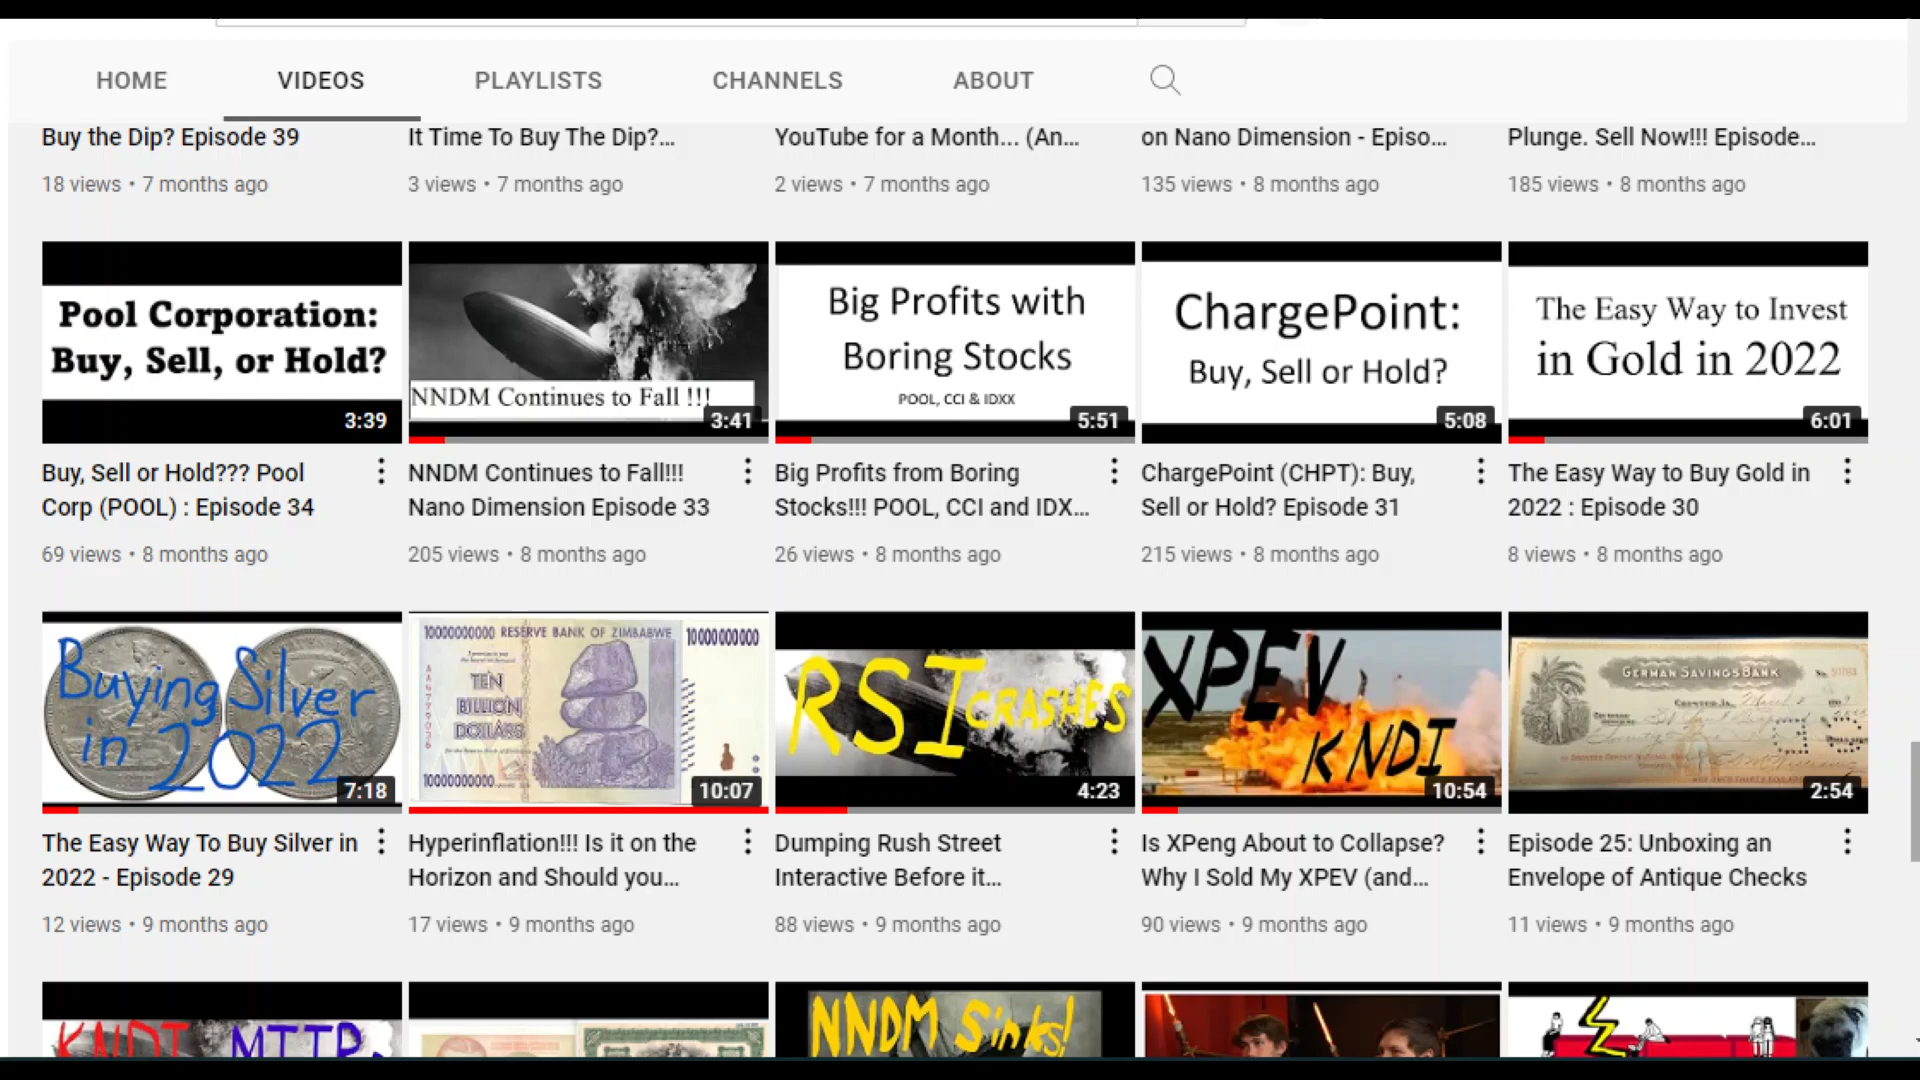 HOME VIDEOS PLAYLISTS CHANNELS ABOUT
Buy the Dip? Episode 39
18 views • 7 months ago
It Time To Buy The Dip?...
3 views • 7 months ago
YouTube for a Month... (An...
2 views • 7 months ago
on Nano Dimension - Episo...
135 views • 8 months ago
Plunge. Sell Now!!! Episode...
185 views • 8 months ago
Pool Corporation:
Buy, Sell, or Hold?
3:39
Buy, Sell or Hold??? Pool
Corp (POOL) : Episode 34
69 views • 8 months ago
NNDM Continues to Fall !!!
3:41
NNDM Continues to Fall!!!
Nano Dimension Episode 33
205 views • 8 months ago
Big Profits with
Boring Stocks
POOL, CCI & IDXX
5:51
Big Profits from Boring
Stocks!!! POOL, CCI and IDX...
26 views • 8 months ago
ChargePoint:
Buy, Sell or Hold?
5:08
ChargePoint (CHPT): Buy,
Sell or Hold? Episode 31
215 views • 8 months ago
The Easy Way to Invest
in Gold in 2022
6:01
The Easy Way to Buy Gold in
2022 : Episode 30
8 views • 8 months ago
Buying Silver
in 2022
7:18
The Easy Way To Buy Silver in
2022 - Episode 29
12 views • 9 months ago
10000000000 RESERVE BANK OF ZIMBABWE 10000000000
TEN
BILLION
DOLLARS
10000000000
10:07
Hyperinflation!!! Is it on the
Horizon and Should you...
17 views • 9 months ago
RSI CRASHES
4:23
Dumping Rush Street
Interactive Before it...
88 views • 9 months ago
XPEV
KNDI
10:54
Is XPeng About to Collapse?
Why I Sold My XPEV (and...
90 views • 9 months ago
GERMAN SAVINGS BANK
2:54
Episode 25: Unboxing an
Envelope of Antique Checks
11 views • 9 months ago
KNDI MTTR,
NNDM Sinks!